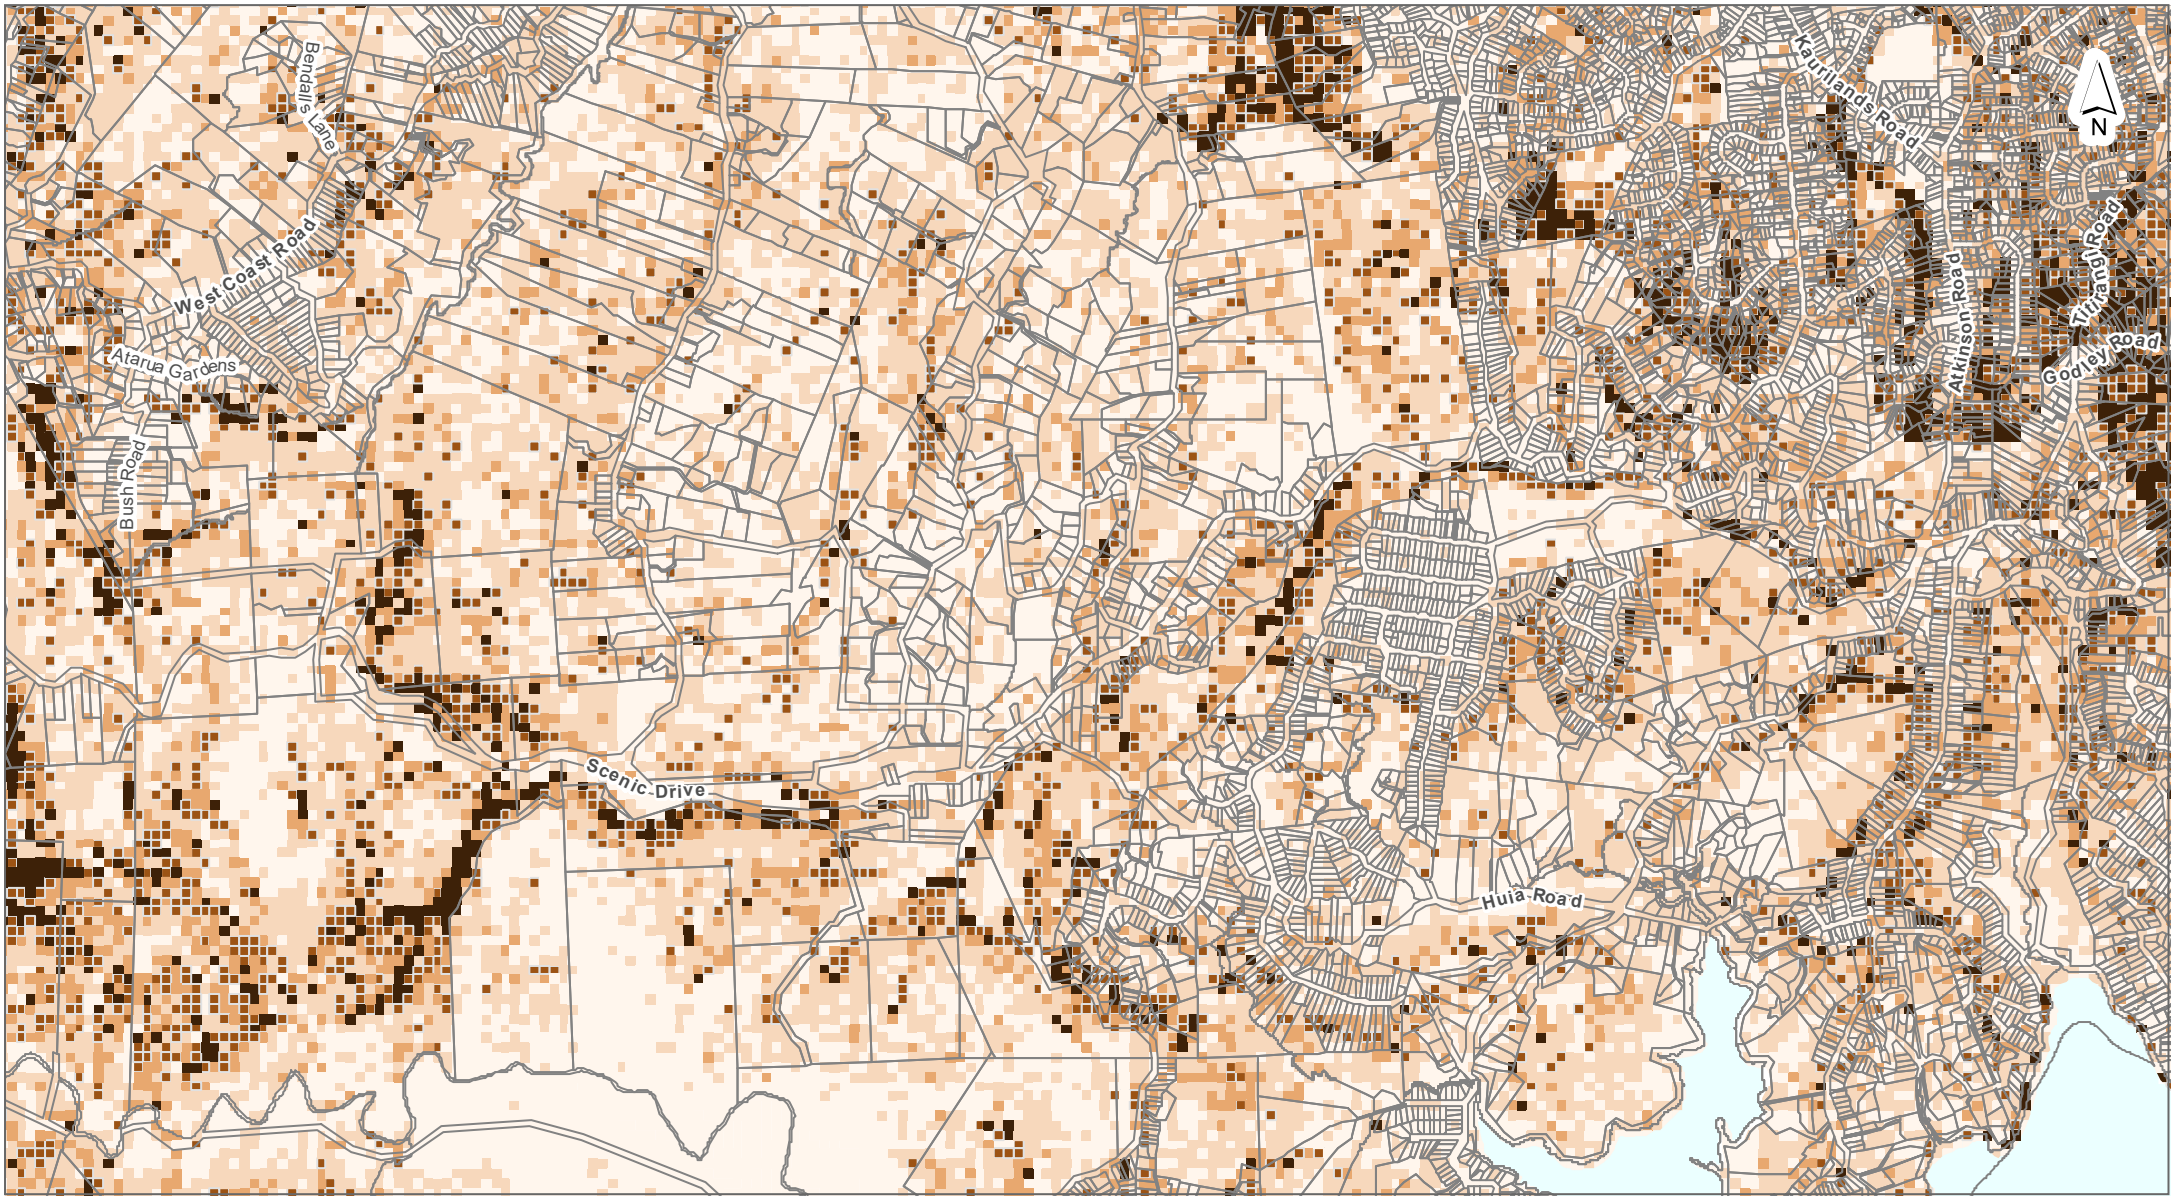 Bendalls Lane
Kaurilands Road
N
West Coast Road
Titirangi Road
Atkinson Road
Godley Road
Atarua Gardens
Bush Road
Scenic Drive
Huia Road